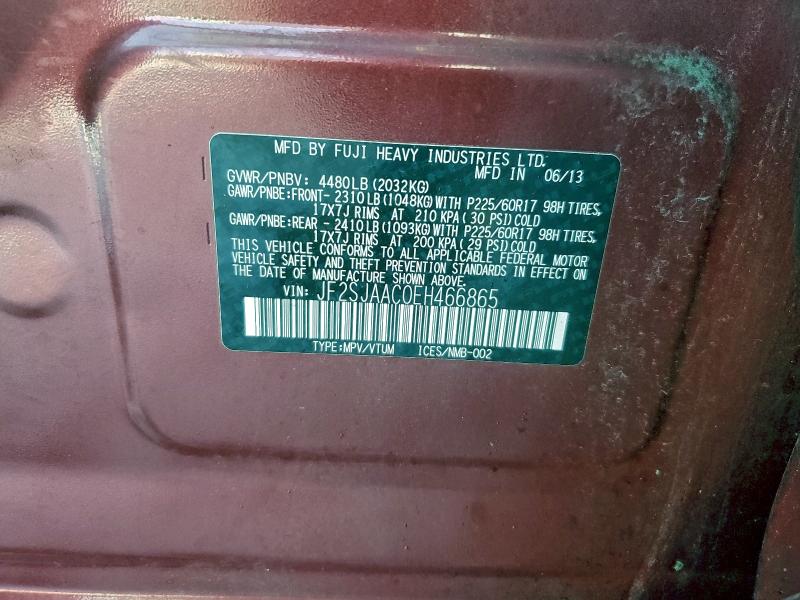 MFD BY FUJI HEAVY INDUSTRIES LTD.
MFD IN 06/13
GVWR/PNBV: 4480LB(2032KG)
GAWR/PNBE:FRONT- 2310LB(1048KG)WITH P225/60R17 98H TIRES,
17X7J RIMS AT 210 KPA(30 PSI)COLD
GAWR/PNBE:REAR - 2410LB(1093KG)WITH P225/60R17 98H TIRES,
17X7J RIMS AT 200 KPA(29 PSI)COLD
THIS VEHICLE CONFORMS TO ALL APPLICABLE FEDERAL MOTOR
VEHICLE SAFETY AND THEFT PREVENTION STANDARDS IN EFFECT ON
THE DATE OF MANUFACTURE SHOWN ABOVE.
VIN: JF2SJAAC0EH466865
TYPE:MPV/VTUM ICES/NMB-002